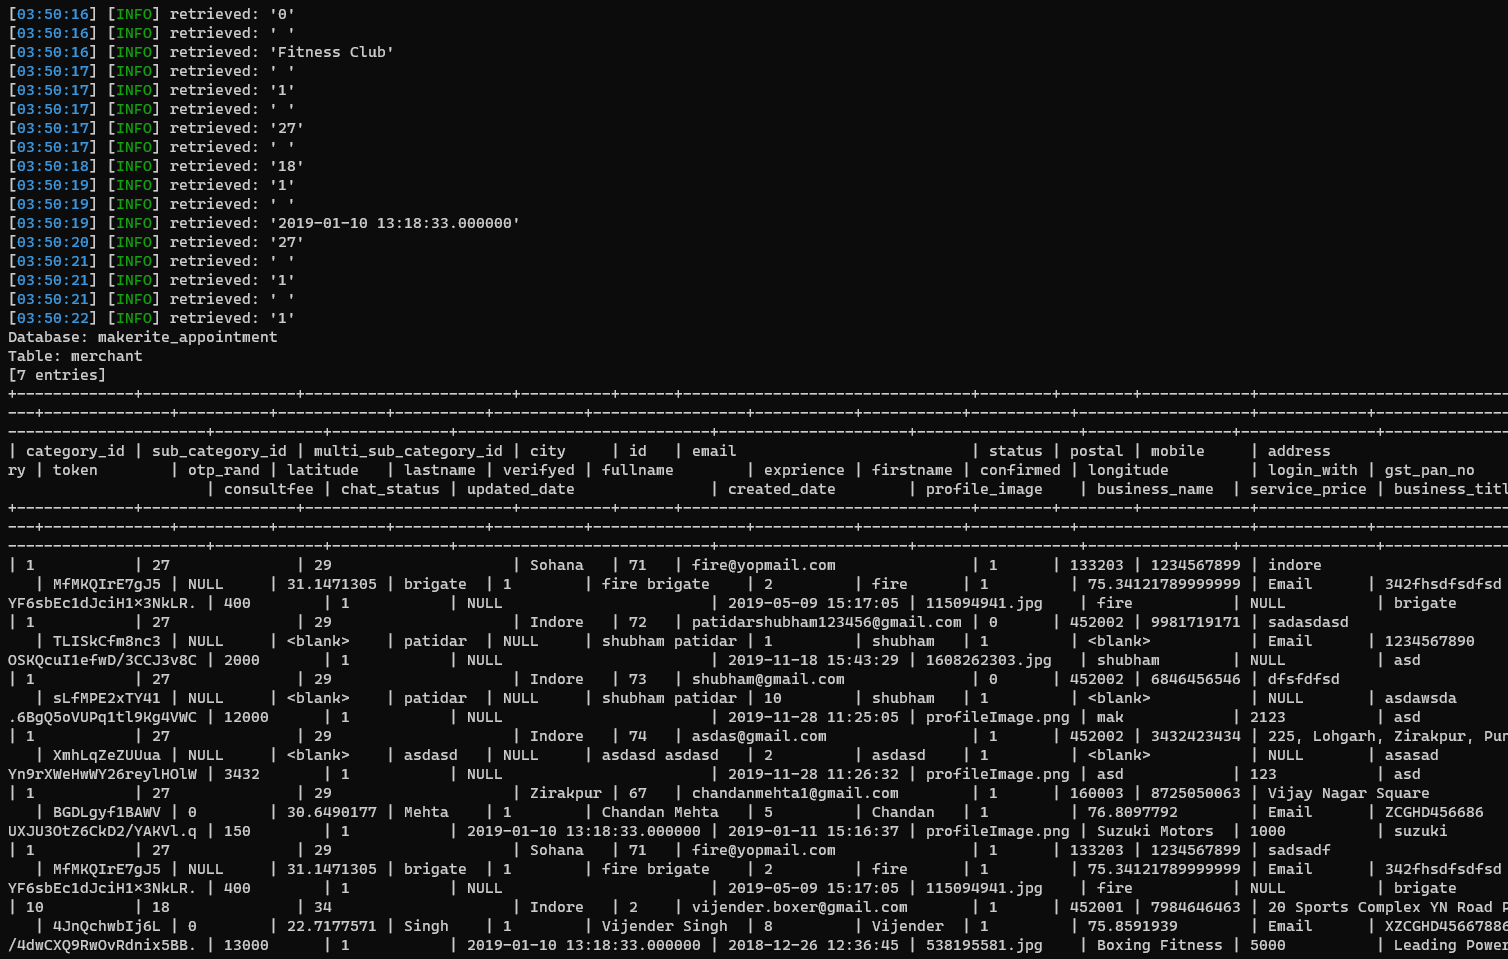 [03:50:16] [INFO] retrieved: '0'
[03:50:16] [INFO] retrieved: ' '
[03:50:16] [INFO] retrieved: 'Fitness Club'
[03:50:17] [INFO] retrieved: ' '
[03:50:17] [INFO] retrieved: '1'
[03:50:17] [INFO] retrieved: ' '
[03:50:17] [INFO] retrieved: '27'
[03:50:17] [INFO] retrieved: ' '
[03:50:18] [INFO] retrieved: '18'
[03:50:19] [INFO] retrieved: '1'
[03:50:19] [INFO] retrieved: ' '
[03:50:19] [INFO] retrieved: '2019-01-10 13:18:33.000000'
[03:50:20] [INFO] retrieved: '27'
[03:50:21] [INFO] retrieved: ' '
[03:50:21] [INFO] retrieved: '1'
[03:50:21] [INFO] retrieved: ' '
[03:50:22] [INFO] retrieved: '1'
Database: makerite_appointment
Table: merchant
[7 entries]
| category_id | sub_category_id | multi_sub_category_id | city | id | email | status | postal | mobile | address
ry | token | otp_rand | latitude | lastname | verifyed | fullname | exprience | firstname | confirmed | longitude | login_with | gst_pan_no
| consultfee | chat_status | updated_date | created_date | profile_image | business_name | service_price | business_titl
| 1 | 27 | 29 | Sohana | 71 | fire@yopmail.com | 1 | 133203 | 1234567899 | indore
| MfMKQIrE7gJ5 | NULL | 31.1471305 | brigate | 1 | fire brigate | 2 | fire | 1 | 75.34121789999999 | Email | 342fhsdfsdfsd
YF6sbEc1dJciH1×3NkLR. | 400 | 1 | NULL | 2019-05-09 15:17:05 | 115094941.jpg | fire | NULL | brigate
| 1 | 27 | 29 | Indore | 72 | patidarshubham123456@gmail.com | 0 | 452002 | 9981719171 | sadasdasd
| TLISkCfm8nc3 | NULL | <blank> | patidar | NULL | shubham patidar | 1 | shubham | 1 | <blank> | Email | 1234567890
OSKQcuI1efwD/3CCJ3v8C | 2000 | 1 | NULL | 2019-11-18 15:43:29 | 1608262303.jpg | shubham | NULL | asd
| 1 | 27 | 29 | Indore | 73 | shubham@gmail.com | 0 | 452002 | 6846456546 | dfsfdfsd
| sLfMPE2xTY41 | NULL | <blank> | patidar | NULL | shubham patidar | 10 | shubham | 1 | <blank> | NULL | asdawsda
.6BgQ5oVUPq1tl9Kg4VWC | 12000 | 1 | NULL | 2019-11-28 11:25:05 | profileImage.png | mak | 2123 | asd
| 1 | 27 | 29 | Indore | 74 | asdas@gmail.com | 1 | 452002 | 3432423434 | 225, Lohgarh, Zirakpur, Pun
| XmhLqZeZUUua | NULL | <blank> | asdasd | NULL | asdasd asdasd | 2 | asdasd | 1 | <blank> | NULL | asasad
Yn9rXWeHwWY26reylHOlW | 3432 | 1 | NULL | 2019-11-28 11:26:32 | profileImage.png | asd | 123 | asd
| 1 | 27 | 29 | Zirakpur | 67 | chandanmehta1@gmail.com | 1 | 160003 | 8725050063 | Vijay Nagar Square
| BGDLgyf1BAWV | 0 | 30.6490177 | Mehta | 1 | Chandan Mehta | 5 | Chandan | 1 | 76.8097792 | Email | ZCGHD456686
UXJU3OtZ6CkD2/YAKVl.q | 150 | 1 | 2019-01-10 13:18:33.000000 | 2019-01-11 15:16:37 | profileImage.png | Suzuki Motors | 1000 | suzuki
| 1 | 27 | 29 | Sohana | 71 | fire@yopmail.com | 1 | 133203 | 1234567899 | sadsadf
| MfMKQIrE7gJ5 | NULL | 31.1471305 | brigate | 1 | fire brigate | 2 | fire | 1 | 75.34121789999999 | Email | 342fhsdfsdfsd
YF6sbEc1dJciH1×3NkLR. | 400 | 1 | NULL | 2019-05-09 15:17:05 | 115094941.jpg | fire | NULL | brigate
| 10 | 18 | 34 | Indore | 2 | vijender.boxer@gmail.com | 1 | 452001 | 7984646463 | 20 Sports Complex YN Road
| 4JnQchwbIj6L | 0 | 22.7177571 | Singh | 1 | Vijender Singh | 8 | Vijender | 1 | 75.8591939 | Email | XZCGHD45667886
/4dwCXQ9RwOvRdnix5BB. | 13000 | 1 | 2019-01-10 13:18:33.000000 | 2018-12-26 12:36:45 | 538195581.jpg | Boxing Fitness | 5000 | Leading Power